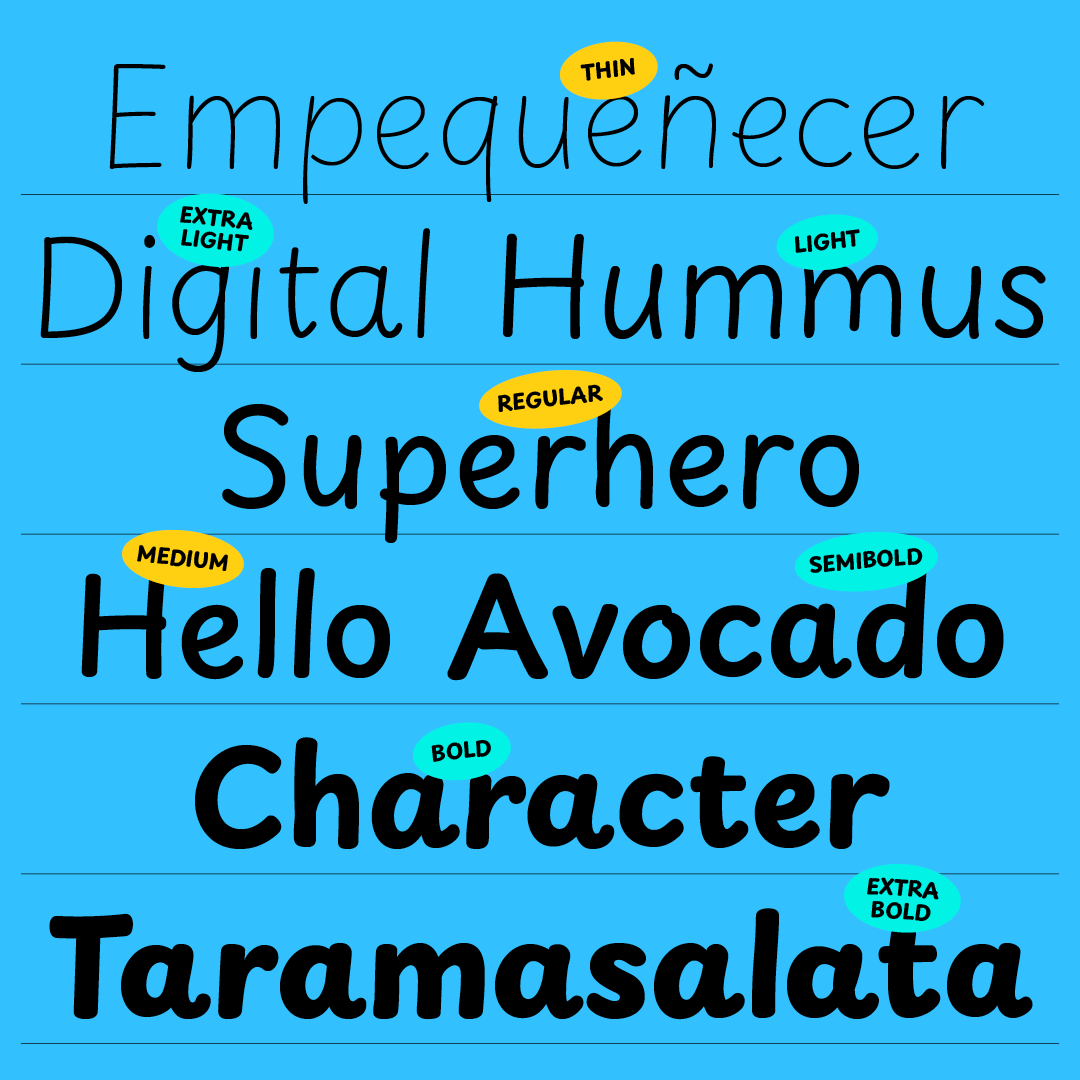 THIN
Empequeñecer
EXTRA
LIGHT
LIGHT
Digital Hummus
REGULAR
Superhero
MEDIUM
SEMIBOLD
Hello Avocado
BOLD
Character
EXTRA
BOLD
Taramasalata